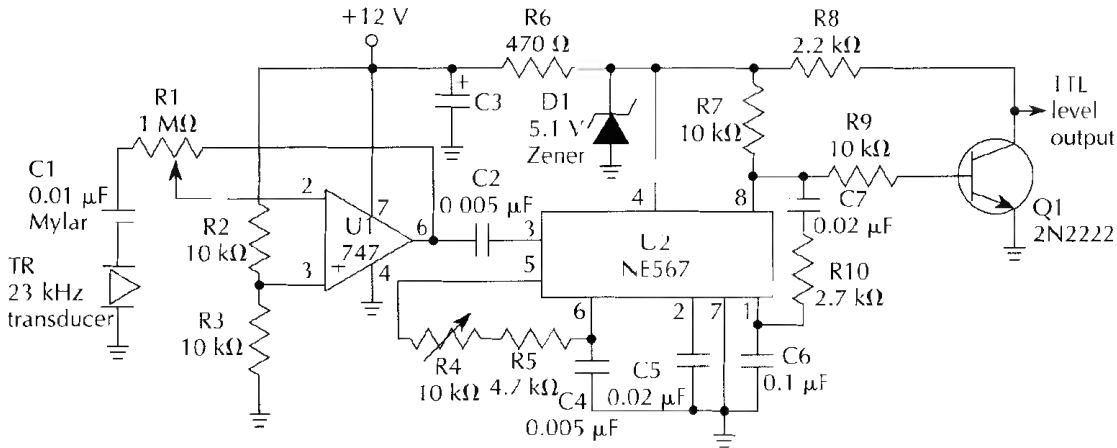 +12 V
R6
470 Ω
R8
2.2 kΩ
R1
1 MΩ
+
C3
D1
5.1 V
Zener
R7
10 kΩ
TTL
level
output
R9
10 kΩ
C1
0.01 μF
Mylar
2
C2
0.005 μF
4
8
C7
0.02 μF
Q1
2N2222
R2
10 kΩ
7
U1
747
+
6
3
4
3
5
U2
NE567
R10
2.7 kΩ
TR
23 kHz
transducer
R3
10 kΩ
6
2
7
1
R4
10 kΩ
R5
4.7 kΩ
C4
0.005 μF
C5
0.02 μF
C6
0.1 μF